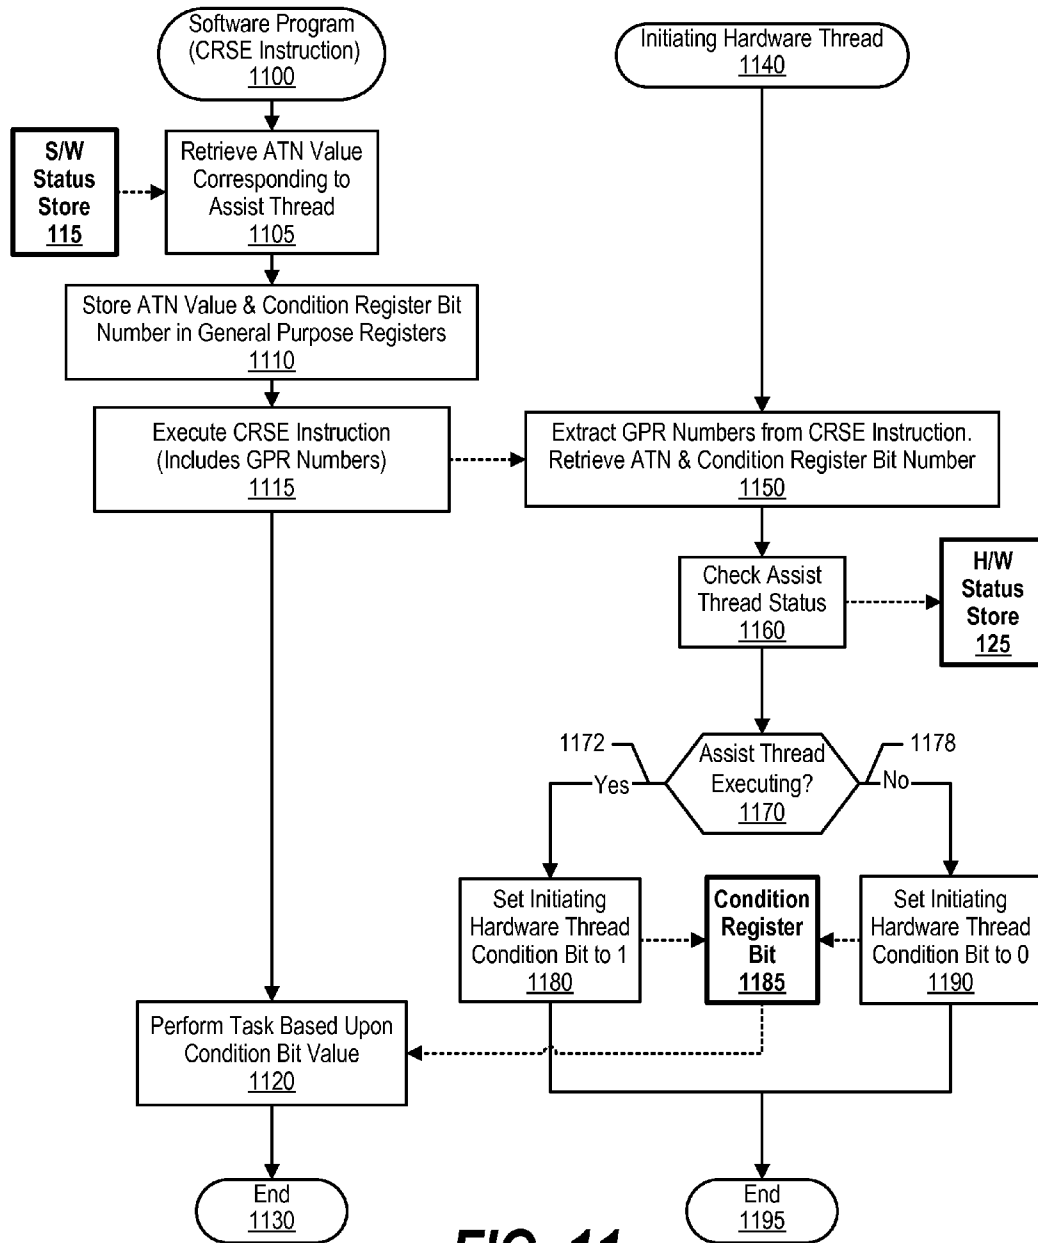 Software Program
(CRSE Instruction)
1100
Initiating Hardware Thread
1140
S/W
Status
Store
115
Retrieve ATN Value
Corresponding to
Assist Thread
1105
Store ATN Value & Condition Register Bit
Number in General Purpose Registers
1110
Execute CRSE Instruction
(Includes GPR Numbers)
1115
Extract GPR Numbers from CRSE Instruction.
Retrieve ATN & Condition Register Bit Number
1150
Check Assist
Thread Status
1160
H/W
Status
Store
125
1172
1178
Assist Thread
Executing?
1170
Yes
No
Set Initiating
Hardware Thread
Condition Bit to 1
1180
Condition
Register
Bit
1185
Set Initiating
Hardware Thread
Condition Bit to 0
1190
Perform Task Based Upon
Condition Bit Value
1120
End
1130
End
1195
FIG. 11